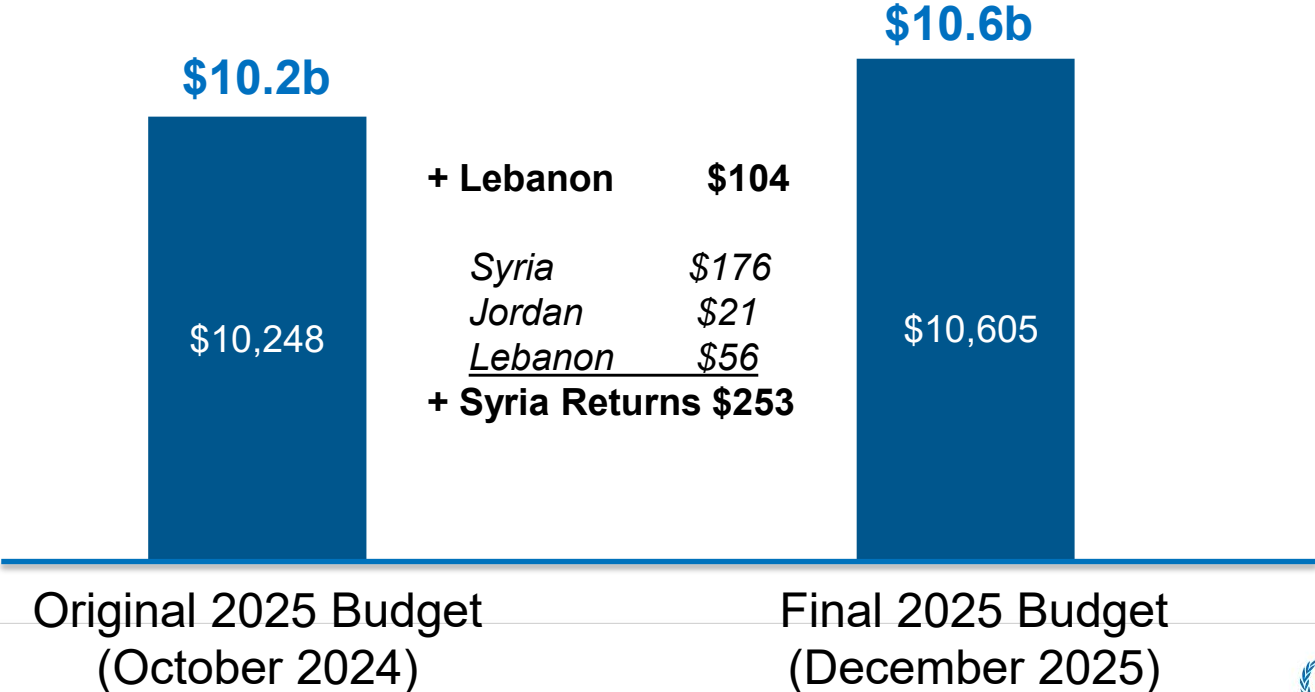 $10.2b
$10,248
+ Lebanon $104
Syria $176
Jordan $21
Lebanon $56
+ Syria Returns $253
$10.6b
$10,605
Original 2025 Budget
(October 2024)
Final 2025 Budget
(December 2025)